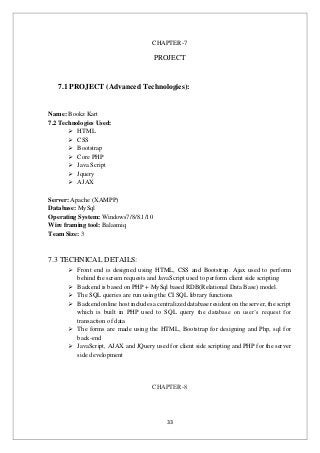 CHAPTER-7
PROJECT
7.1 PROJECT (Advanced Technologies):
Name: Bookz Kart
7.2 Technologies Used:
➢ HTML
➢ CSS
➢ Bootstrap
➢ Core PHP
➢ Java Script
➢ Jquery
➢ AJAX
Server: Apache (XAMPP)
Database: MySql
Operating System: Windows7/8/8.1/10
Wire framing tool: Balsamiq
Team Size: 3
7.3 TECHNICAL DETAILS:
➢ Front end is designed using HTML, CSS and Bootstrap. Ajax used to perform
behind the screen requests and JavaScript used to perform client side scripting
➢ Backend is based on PHP + MySql based RDB(Relational Data Base) model.
➢ The SQL queries are run using the CI SQL library functions
➢ Backend online host includes a centralized database resident on the server, the script
which is built in PHP used to SQL query the database on user's request for
transaction of data
➢ The forms are made using the HTML, Bootstrap for designing and Php, sql for
back-end
➢ JavaScript, AJAX and JQuery used for client side scripting and PHP for the server
side development
CHAPTER-8
33